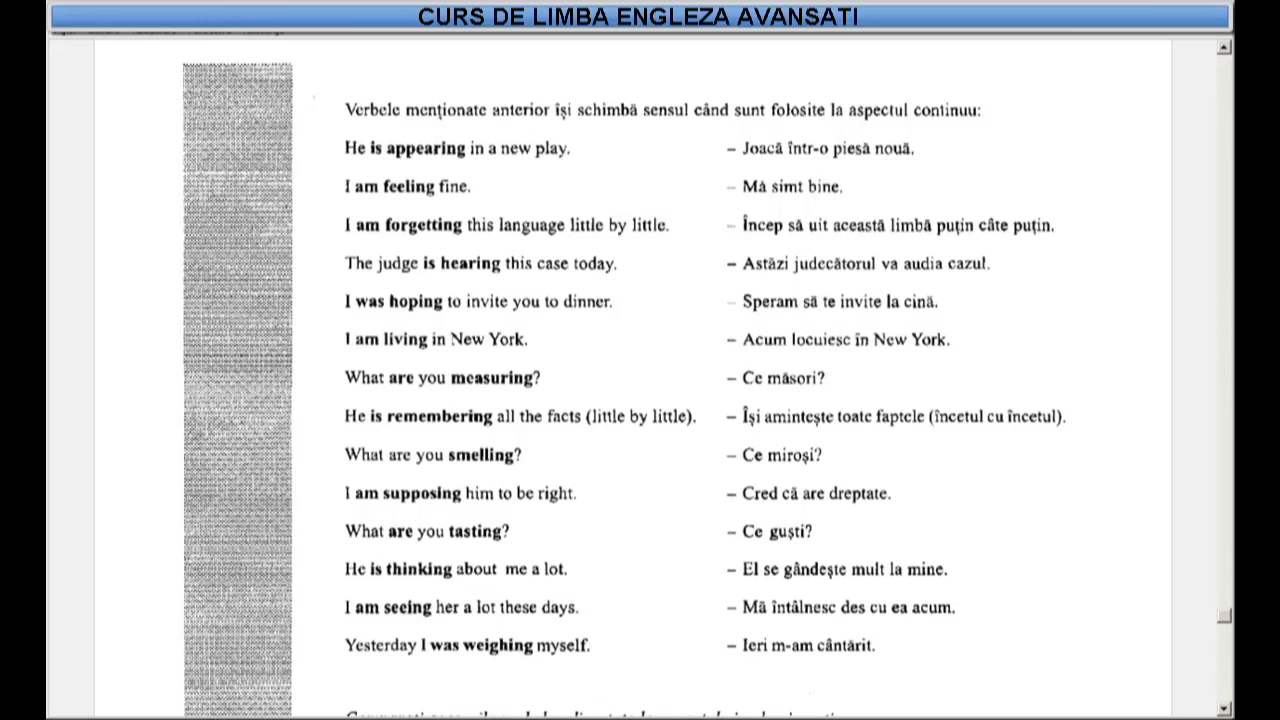 CURS DE LIMBA ENGLEZA AVANSATI
Verbele menționate anterior își schimbă sensul când sunt folosite la aspectul continuu:
He is appearing in a new play. – Joacă într-o piesă nouă.
I am feeling fine. – Mă simt bine.
I am forgetting this language little by little. – Încep să uit această limbă puțin câte puțin.
The judge is hearing this case today. – Astăzi judecătorul va audia cazul.
I was hoping to invite you to dinner. – Speram să te invite la cină.
I am living in New York. – Acum locuiesc în New York.
What are you measuring? – Ce măsori?
He is remembering all the facts (little by little). – Își amintește toate faptele (încetul cu încetul).
What are you smelling? – Ce miroși?
I am supposing him to be right. – Cred că are dreptate.
What are you tasting? – Ce guști?
He is thinking about me a lot. – El se gândește mult la mine.
I am seeing her a lot these days. – Mă întâlnesc des cu ea acum.
Yesterday I was weighing myself. – Ieri m-am cântărit.